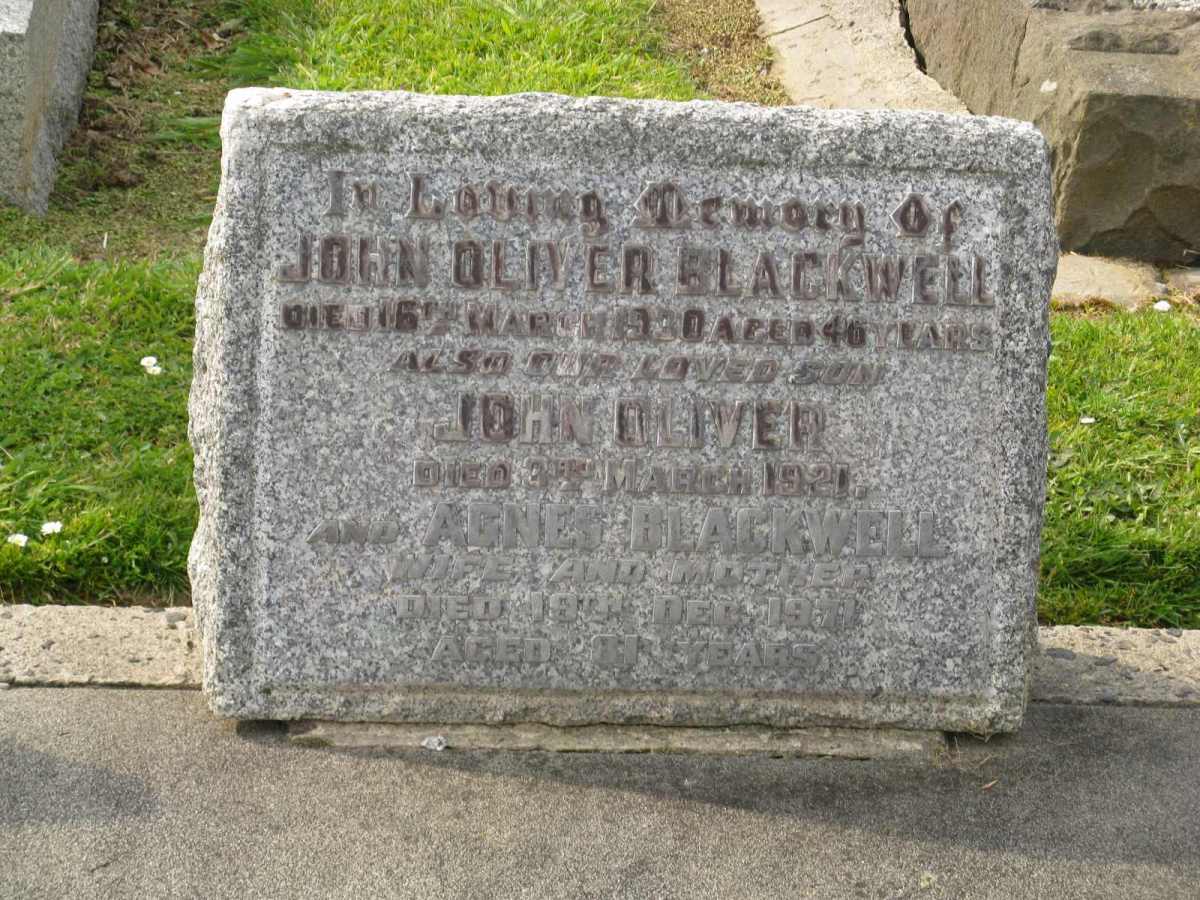 In Loving Memory Of
JOHN OLIVER BLACKWELL
DIED 16TH MARCH 1930 AGED 46 YEARS
ALSO OUR LOVED SON
JOHN OLIVER
DIED 3RD MARCH 1921.
AND AGNES BLACKWELL
WIFE AND MOTHER
DIED 19TH DEC. 1971
AGED 81 YEARS